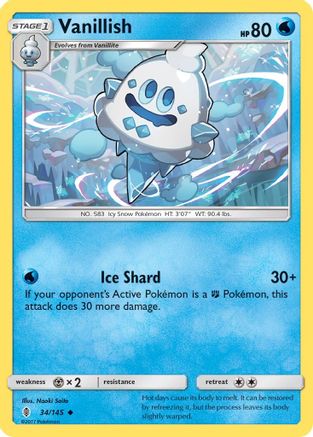 STAGE 1
Vanillish
HP 80
Evolves from Vanillite
NO. 583 Icy Snow Pokémon HT: 3'07" WT: 90.4 lbs.
Ice Shard 30+
If your opponent's Active Pokémon is a Pokémon, this
attack does 30 more damage.
weakness × 2 resistance retreat
Illus. Naoki Saito
34/145
©2017 Pokémon
Hot days cause its body to melt. It can be restored
by refreezing it, but the process leaves its body
slightly warped.